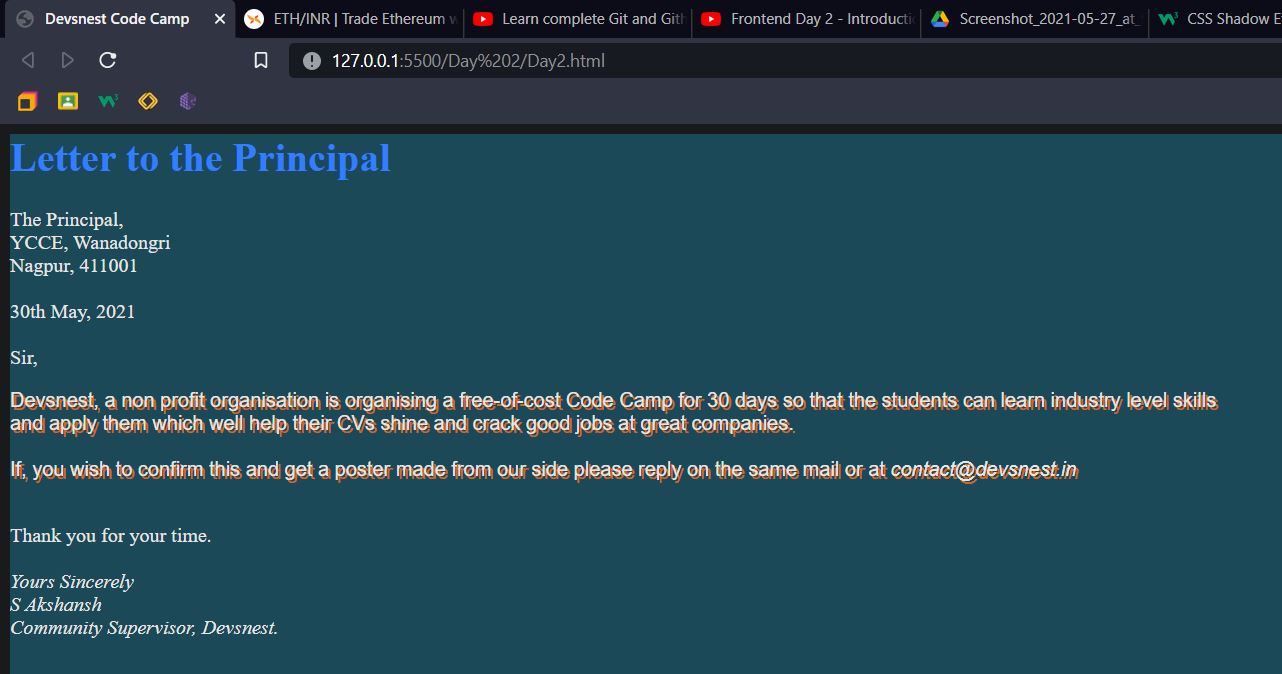 Devsnest Code Camp
ETH/INR | Trade Ethereum
Learn complete Git and Git
Frontend Day 2 - Introducti
Screenshot_2021-05-27_at_
CSS Shadow E
127.0.0.1:5500/Day%202/Day2.html
Letter to the Principal
The Principal,
YCCE, Wanadongri
Nagpur, 411001
30th May, 2021
Sir,
Devsnest, a non profit organisation is organising a free-of-cost Code Camp for 30 days so that the students can learn industry level skills
and apply them which well help their CVs shine and crack good jobs at great companies.
If, you wish to confirm this and get a poster made from our side please reply on the same mail or at contact@devsnest.in
Thank you for your time.
Yours Sincerely
S Akshansh
Community Supervisor, Devsnest.